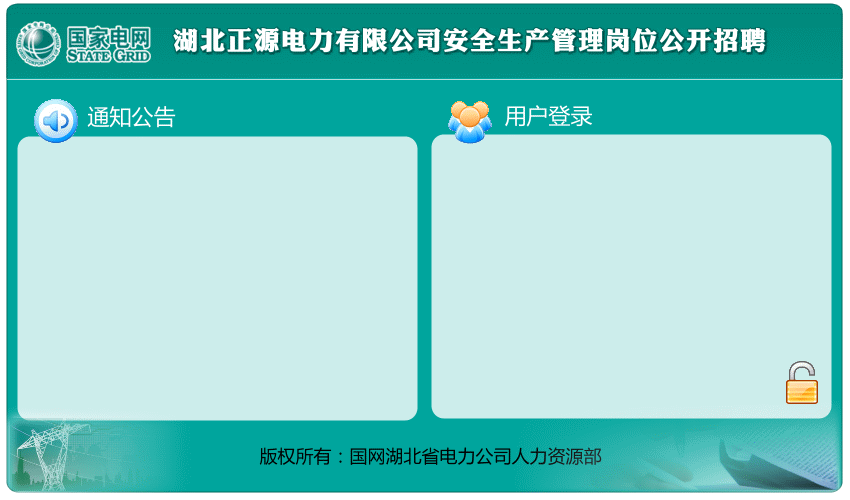 国家电网
STATE GRID
湖北正源电力有限公司安全生产管理岗位公开招聘
通知公告
用户登录
版权所有：国网湖北省电力公司人力资源部